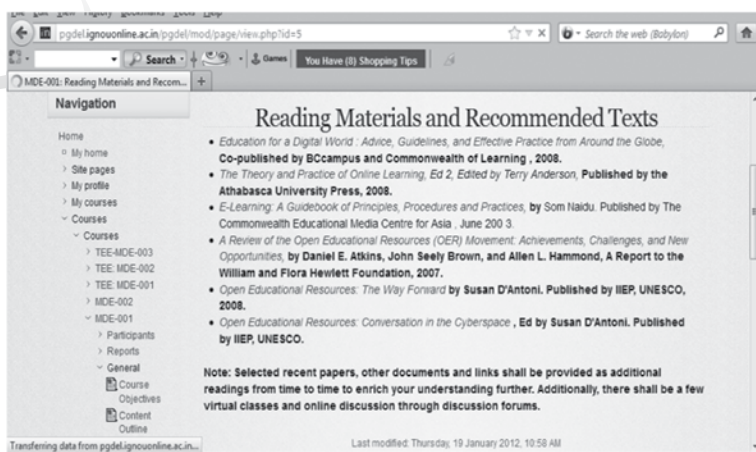 File Edit View History Bookmarks Tools Help
pgdel.ignouonline.ac.in/pgdel/mod/page/view.php?id=5
Search the web (Babylon)
Search
Games
You Have (8) Shopping Tips
MDE-001: Reading Materials and Recom...
Navigation
Home
My home
Site pages
My profile
My courses
Courses
Courses
TEE-MDE-003
TEE: MDE-002
TEE: MDE-001
MDE-002
MDE-001
Participants
Reports
General
Course
Objectives
Content
Outline
Reading Materials and Recommended Texts
• Education for a Digital World : Advice, Guidelines, and Effective Practice from Around the Globe,
Co-published by BCcampus and Commonwealth of Learning , 2008.
• The Theory and Practice of Online Learning, Ed 2, Edited by Terry Anderson, Published by the
Athabasca University Press, 2008.
• E-Learning: A Guidebook of Principles, Procedures and Practices, by Som Naidu. Published by The
Commonwealth Educational Media Centre for Asia , June 200 3.
• A Review of the Open Educational Resources (OER) Movement: Achievements, Challenges, and New
Opportunities, by Daniel E. Atkins, John Seely Brown, and Allen L. Hammond, A Report to the
William and Flora Hewlett Foundation, 2007.
• Open Educational Resources: The Way Forward by Susan D'Antoni. Published by IIEP, UNESCO,
2008.
• Open Educational Resources: Conversation in the Cyberspace , Ed by Susan D'Antoni. Published
by IIEP, UNESCO.
Note: Selected recent papers, other documents and links shall be provided as additional
readings from time to time to enrich your understanding further. Additionally, there shall be a few
virtual classes and online discussion through discussion forums.
Last modified: Thursday, 19 January 2012, 10:58 AM
Transferring data from pgdel.ignouonline.ac.in...